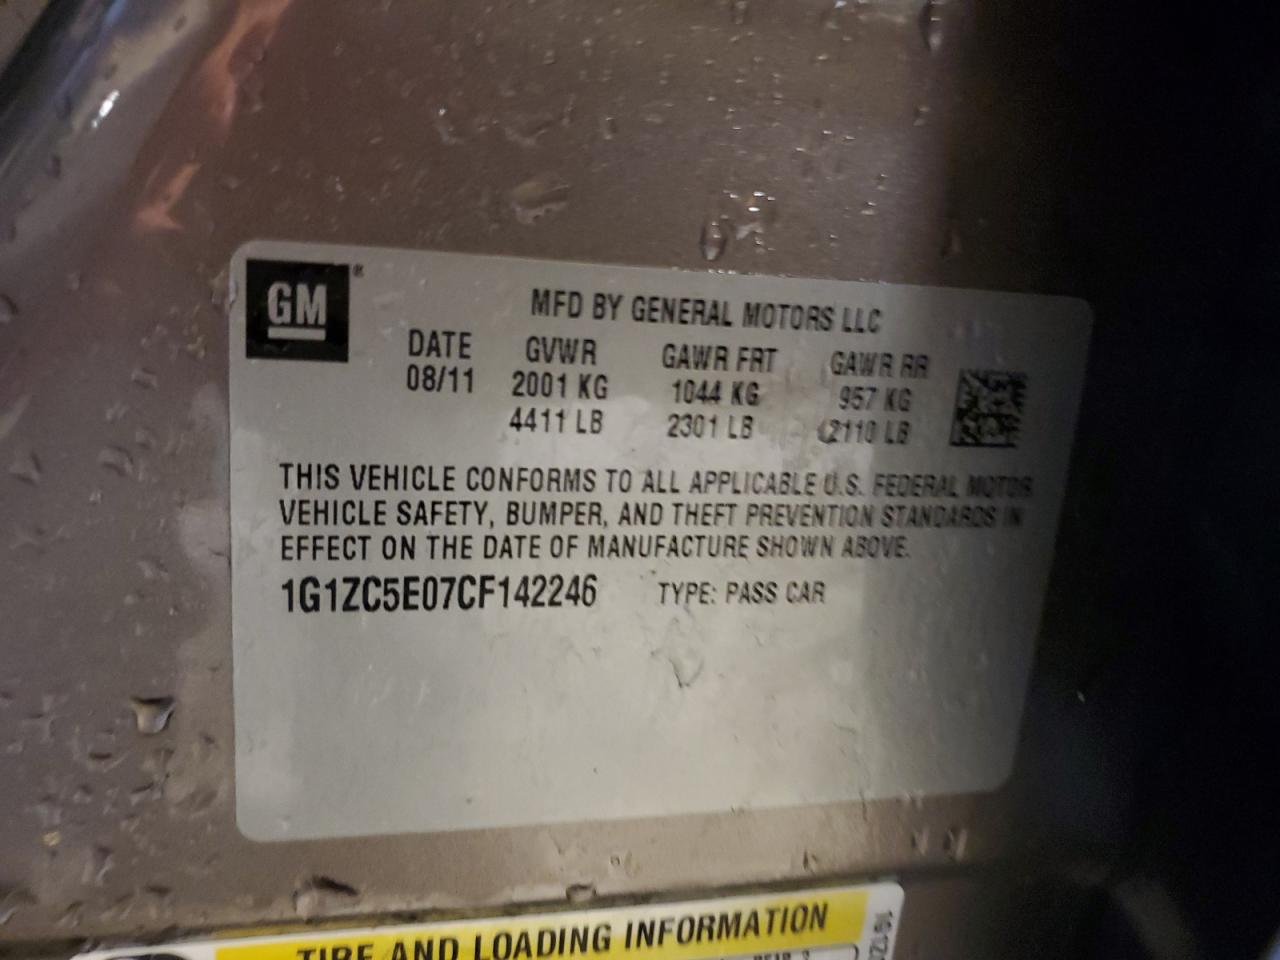 GM ®
MFD BY GENERAL MOTORS LLC
DATE GVWR GAWR FRT GAWR RR
08/11 2001 KG 1044 KG 957 KG
4411 LB 2301 LB 2110 LB
THIS VEHICLE CONFORMS TO ALL APPLICABLE U.S. FEDERAL MOTOR
VEHICLE SAFETY, BUMPER, AND THEFT PREVENTION STANDARDS IN
EFFECT ON THE DATE OF MANUFACTURE SHOWN ABOVE.
1G1ZC5E07CF142246 TYPE: PASS CAR
TIRE AND LOADING INFORMATION